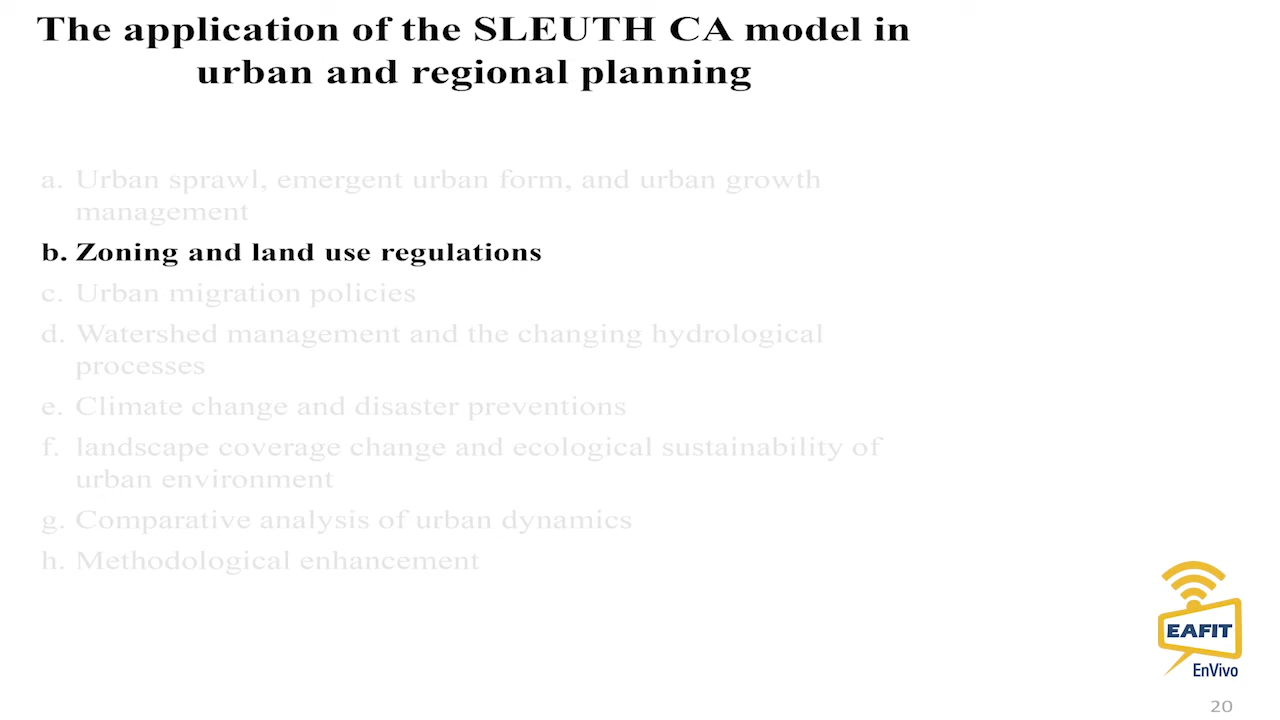 The application of the SLEUTH CA model in
urban and regional planning
a. Urban sprawl, emergent urban form, and urban growth
management
b. Zoning and land use regulations
c. Urban migration policies
d. Watershed management and the changing hydrological
processes
e. Climate change and disaster preventions
f. landscape coverage change and ecological sustainability of
urban environment
g. Comparative analysis of urban dynamics
h. Methodological enhancement
EAFIT
EnVivo
20